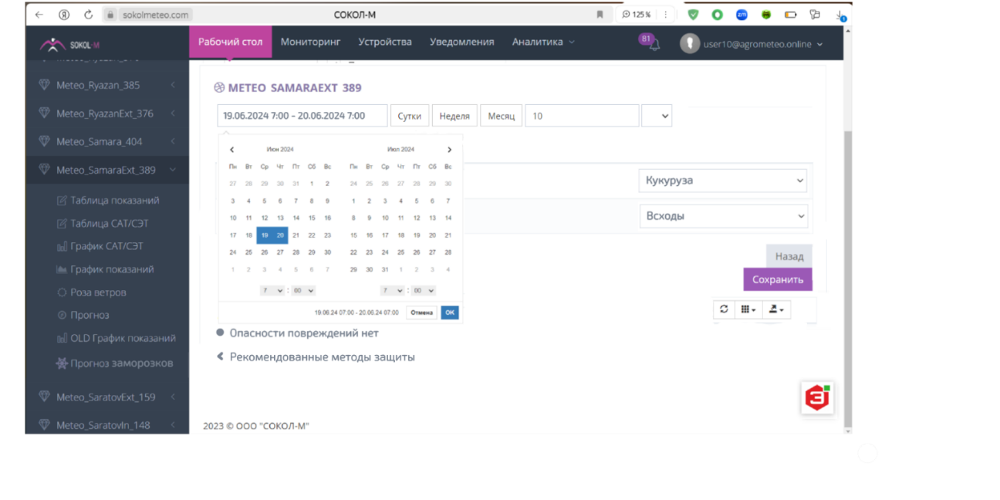 sokolmeteo.com
СОКОЛ-М
125 %
SOKOL-M
Рабочий стол
Мониторинг
Устройства
Уведомления
Аналитика
81
user10@agrometeo.online
Meteo_Ryazan_385
Meteo_RyazanExt_376
Meteo_Samara_404
Meteo_SamaraExt_389
Таблица показаний
Таблица САТ/СЭТ
График САТ/СЭТ
График показаний
Роза ветров
Прогноз
OLD График показаний
Прогноз заморозков
Meteo_SaratovExt_159
Meteo_SaratovIn_148
METEO SAMARAEXT 389
19.06.2024 7:00 - 20.06.2024 7:00 Сутки Неделя Месяц 10
Июн 2024
Пн Вт Ср Чт Пт Сб Вс
27 28 29 30 31 1 2
3 4 5 6 7 8 9
10 11 12 13 14 15 16
17 18 19 20 21 22 23
24 25 26 27 28 29 30
1 2 3 4 5 6 7
7 : 00
Июл 2024
Пн Вт Ср Чт Пт Сб Вс
24 25 26 27 28 29 30
1 2 3 4 5 6 7
8 9 10 11 12 13 14
15 16 17 18 19 20 21
22 23 24 25 26 27 28
29 30 31 1 2 3 4
7 : 00
19.06.24 07:00 - 20.06.24 07:00 Отмена ОК
Кукуруза
Всходы
Назад
Сохранить
Опасности повреждений нет
Рекомендованные методы защиты
2023 © ООО "СОКОЛ-М"